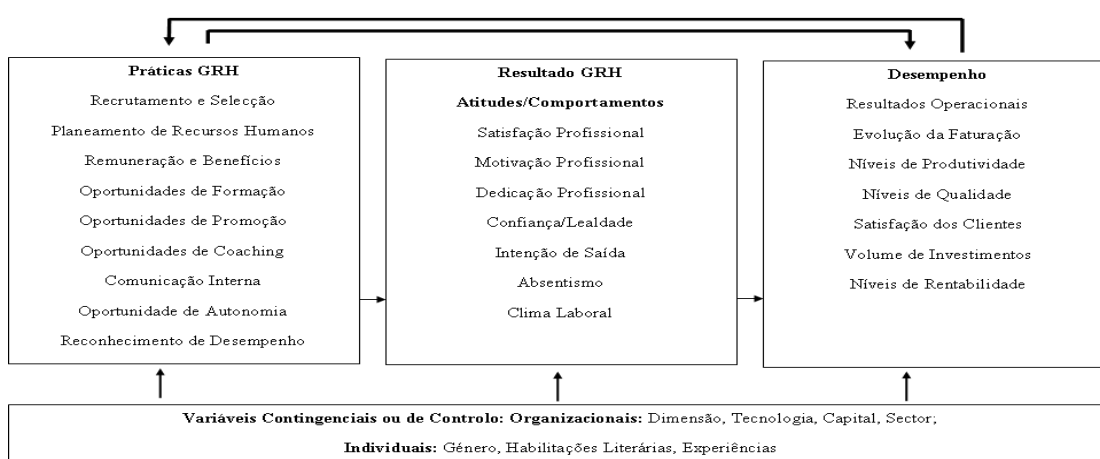 Práticas GRH
Recrutamento e Selecção
Planeamento de Recursos Humanos
Remuneração e Benefícios
Oportunidades de Formação
Oportunidades de Promoção
Oportunidades de Coaching
Comunicação Interna
Oportunidade de Autonomia
Reconhecimento de Desempenho
Resultado GRH
Atitudes/Comportamentos
Satisfação Profissional
Motivação Profissional
Dedicação Profissional
Confiança/Lealdade
Intenção de Saída
Absentismo
Clima Laboral
Desempenho
Resultados Operacionais
Evolução da Faturação
Níveis de Produtividade
Níveis de Qualidade
Satisfação dos Clientes
Volume de Investimentos
Níveis de Rentabilidade
Variáveis Contingenciais ou de Controlo: Organizacionais: Dimensão, Tecnologia, Capital, Sector;
Individuais: Género, Habilitações Literárias, Experiências